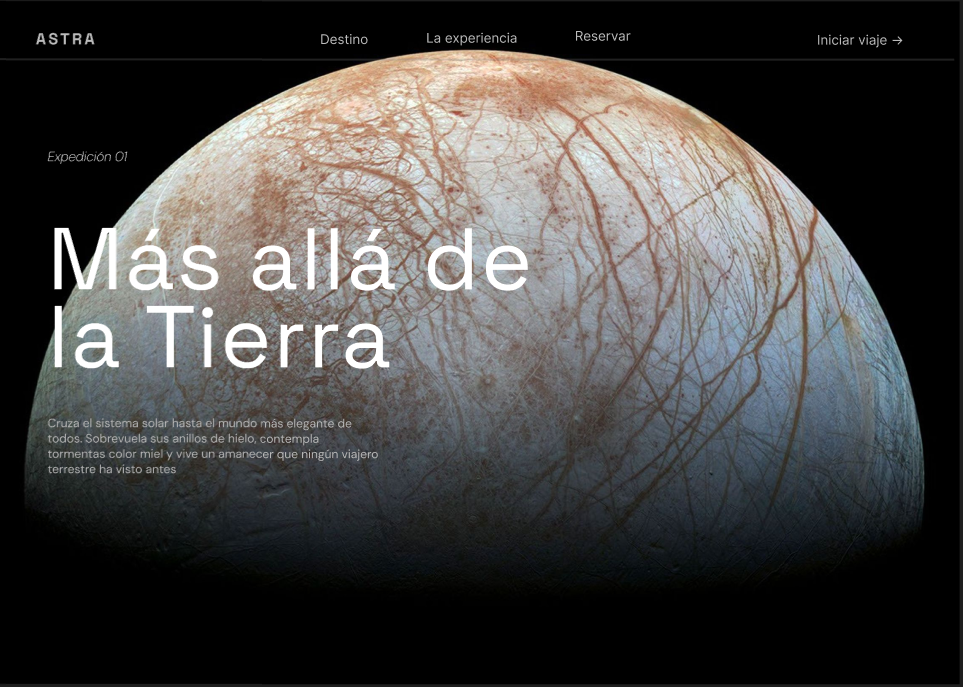 ASTRA
Destino
La experiencia
Reservar
Iniciar viaje →
Expedición 01
Más allá de
la Tierra
Cruza el sistema solar hasta el mundo más elegante de
todos. Sobrevuela sus anillos de hielo, contempla
tormentas color miel y vive un amanecer que ningún viajero
terrestre ha visto antes